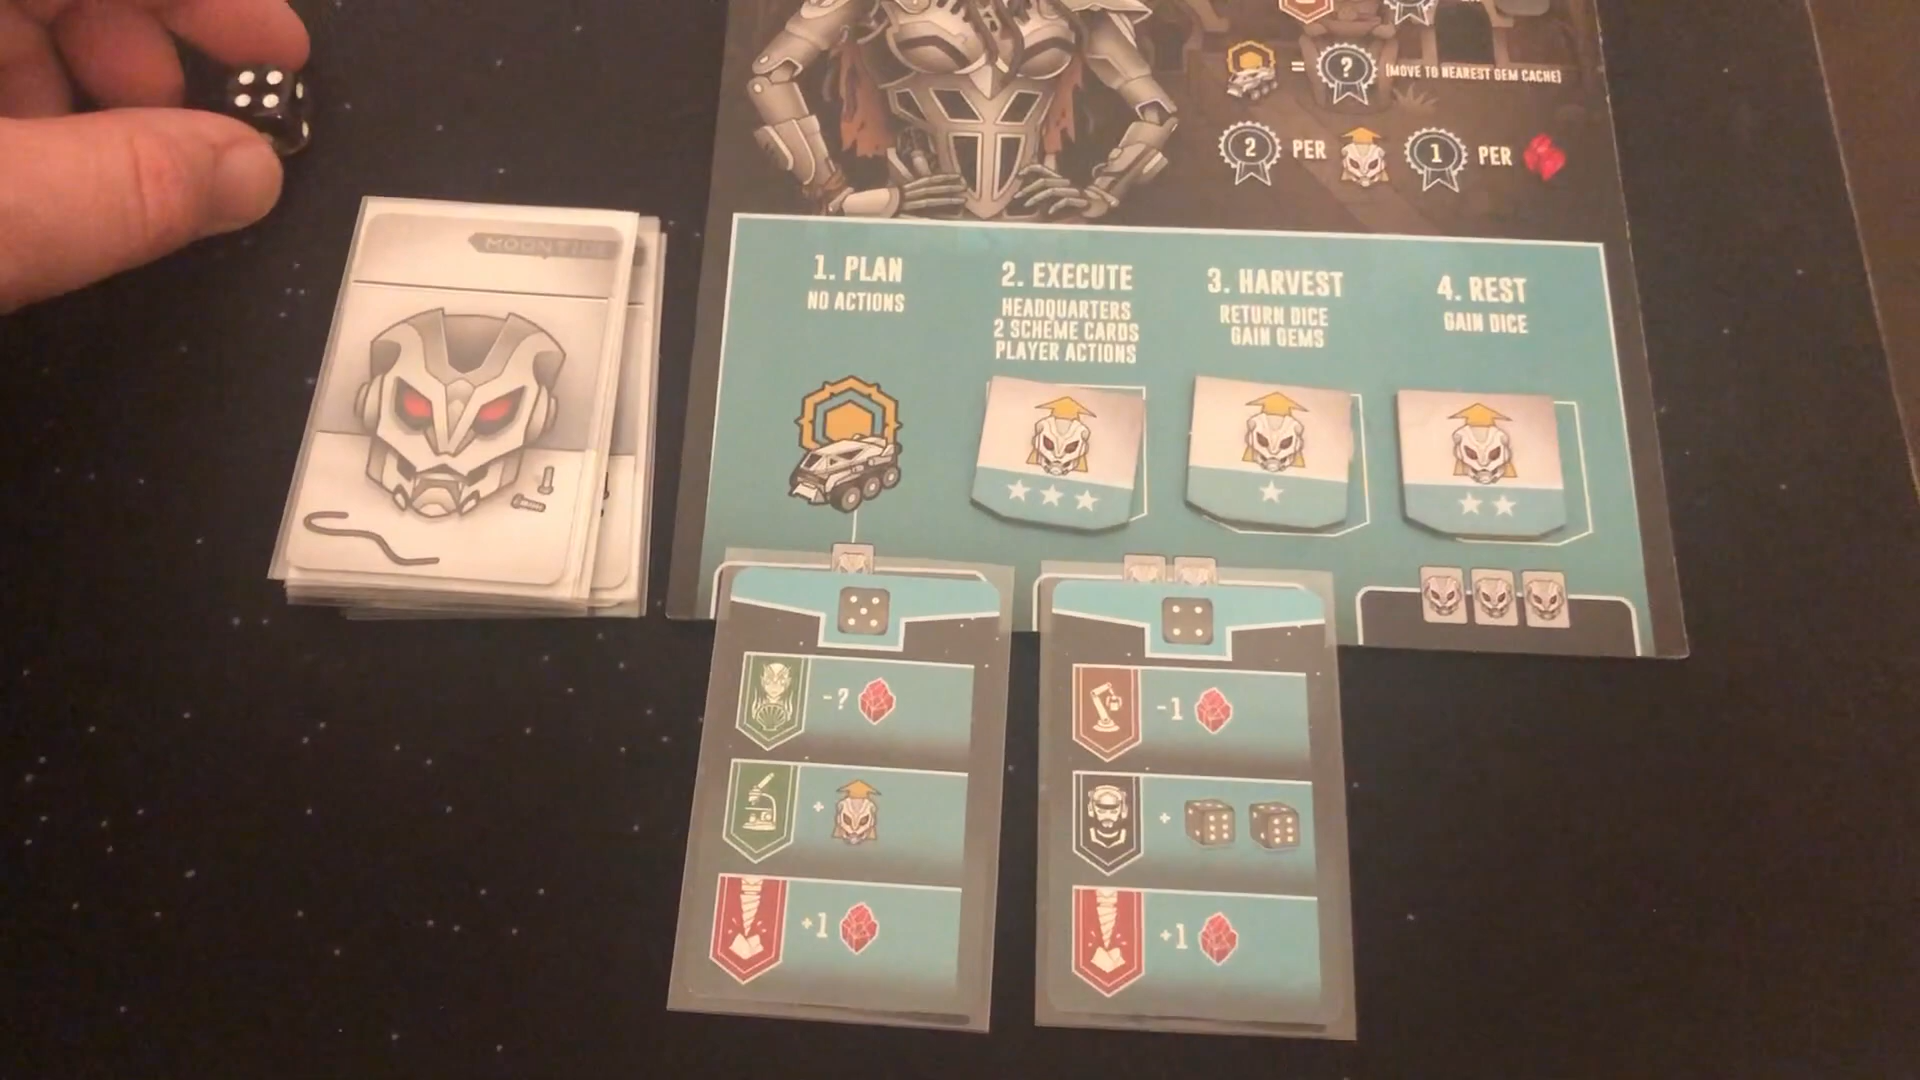 = ? (MOVE TO NEAREST GEM CACHE)
2 PER 1 PER
MOON
1. PLAN
NO ACTIONS
2. EXECUTE
HEADQUARTERS
2 SCHEME CARDS
PLAYER ACTIONS
3. HARVEST
RETURN DICE
GAIN GEMS
4. REST
GAIN DICE
-?
+
+1
-1
+
+1